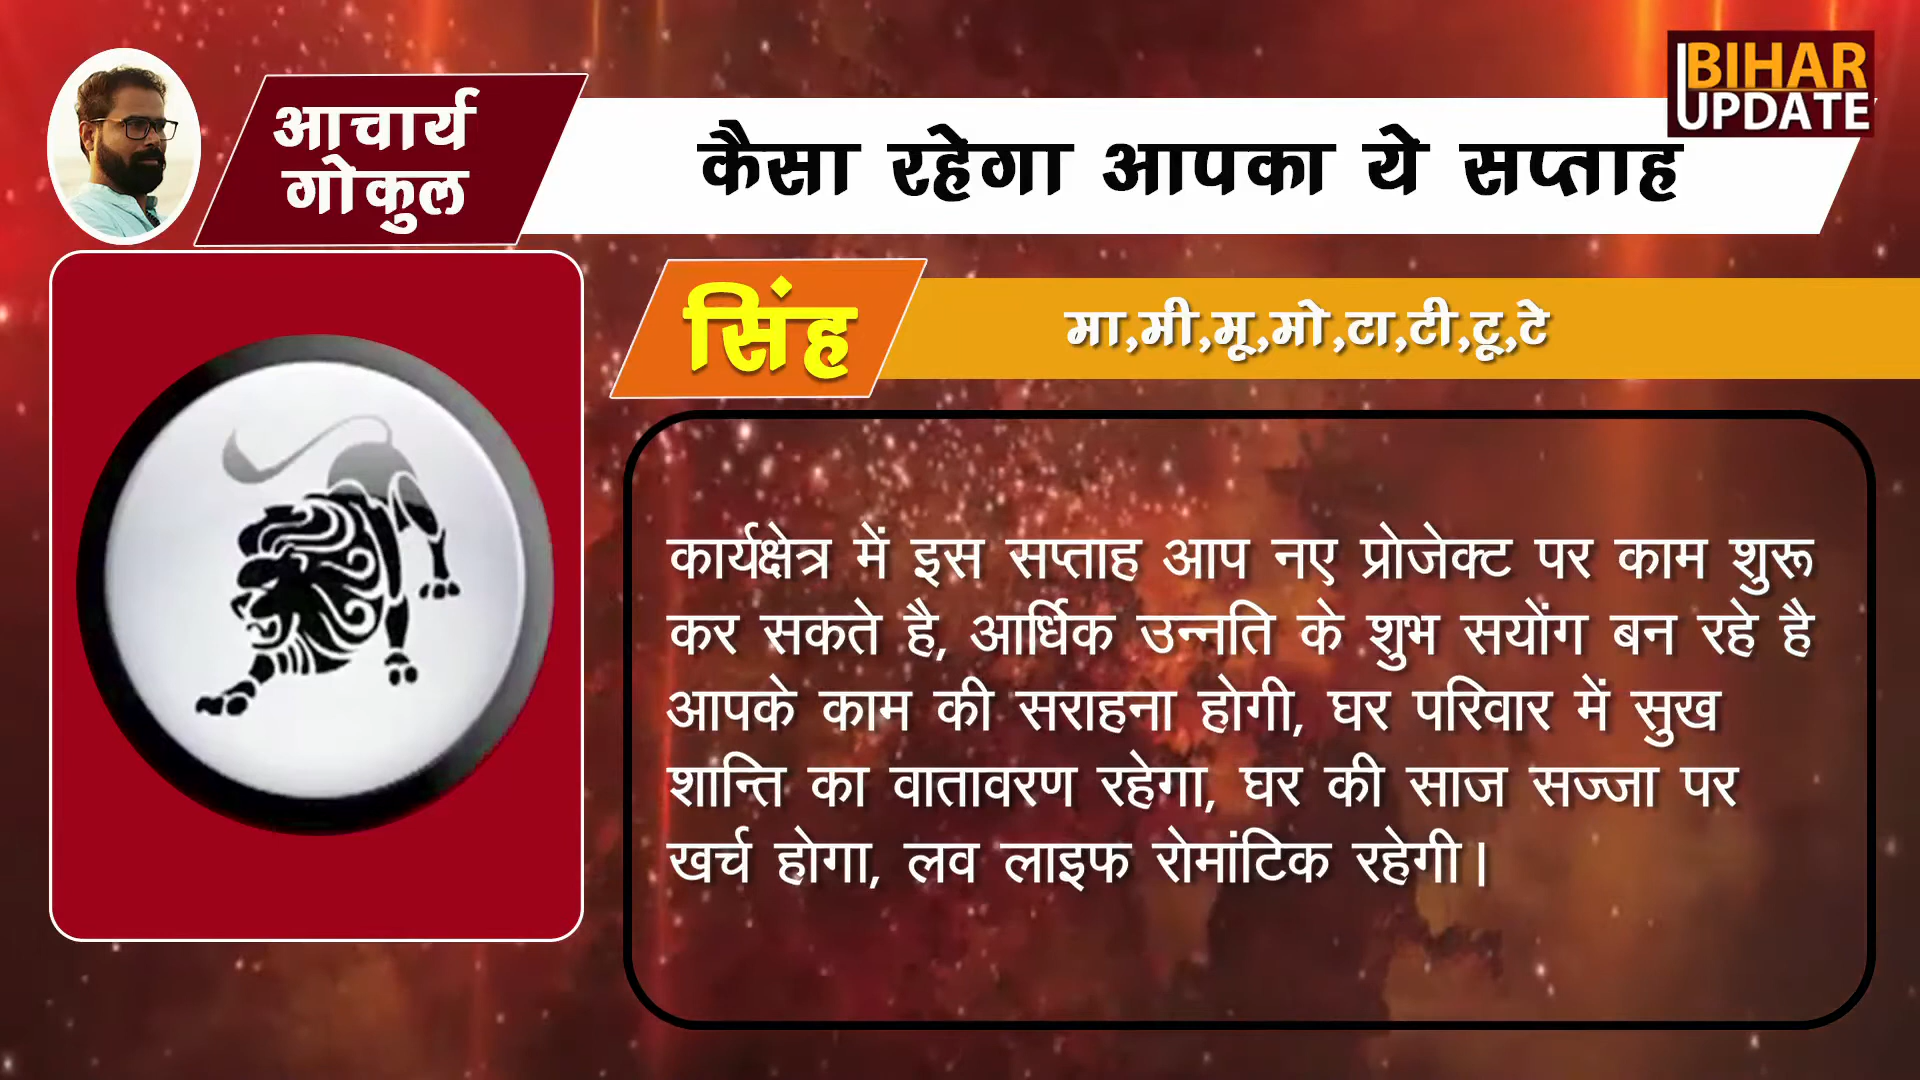 आचार्य
गोकुल
कैसा रहेगा आपका ये सप्ताह
BIHAR
UPDATE
सिंह
मा,मी,मू,मो,टा,टी,टू,टे
कार्यक्षेत्र में इस सप्ताह आप नए प्रोजेक्ट पर काम शुरू
कर सकते है, आर्धिक उन्नति के शुभ सयोंग बन रहे है
आपके काम की सराहना होगी, घर परिवार में सुख
शान्ति का वातावरण रहेगा, घर की साज सज्जा पर
खर्च होगा, लव लाइफ रोमांटिक रहेगी।